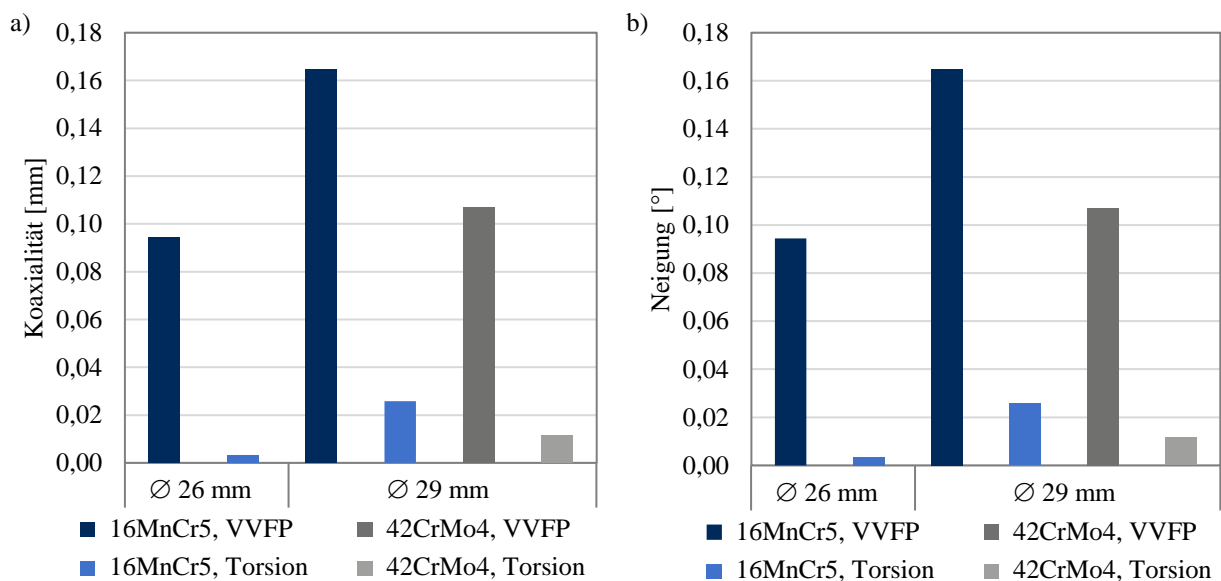 a)
Koaxialität [mm]
0,18
0,16
0,14
0,12
0,10
0,08
0,06
0,04
0,02
0,00
∅ 26 mm
∅ 29 mm
16MnCr5, VVFP
42CrMo4, VVFP
16MnCr5, Torsion
42CrMo4, Torsion
b)
Neigung [°]
0,18
0,16
0,14
0,12
0,10
0,08
0,06
0,04
0,02
0,00
∅ 26 mm
∅ 29 mm
16MnCr5, VVFP
42CrMo4, VVFP
16MnCr5, Torsion
42CrMo4, Torsion